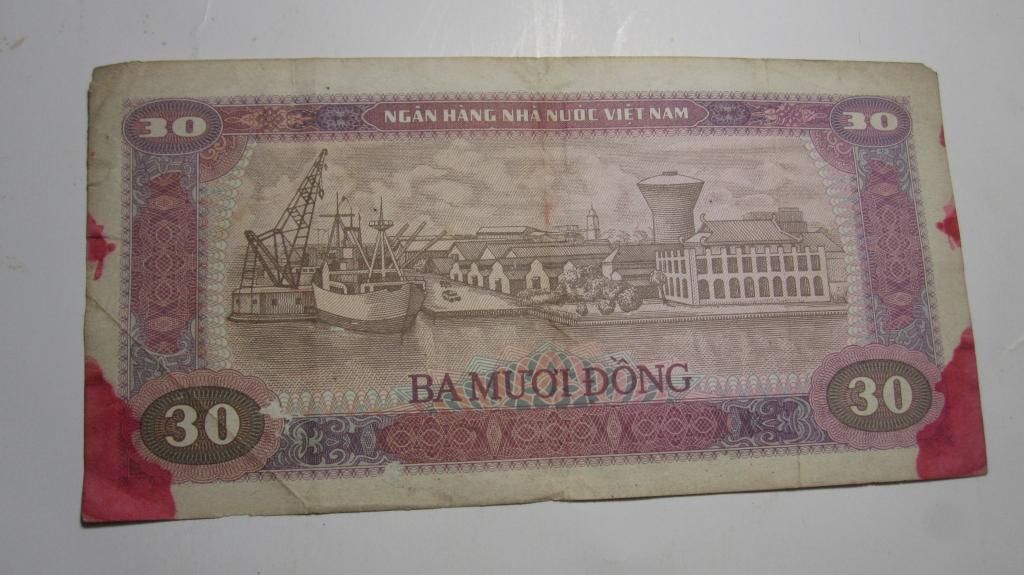 30 NGÂN HÀNG NHÀ NƯỚC VIỆT NAM 30
BA MƯƠI ĐỒNG
30 30